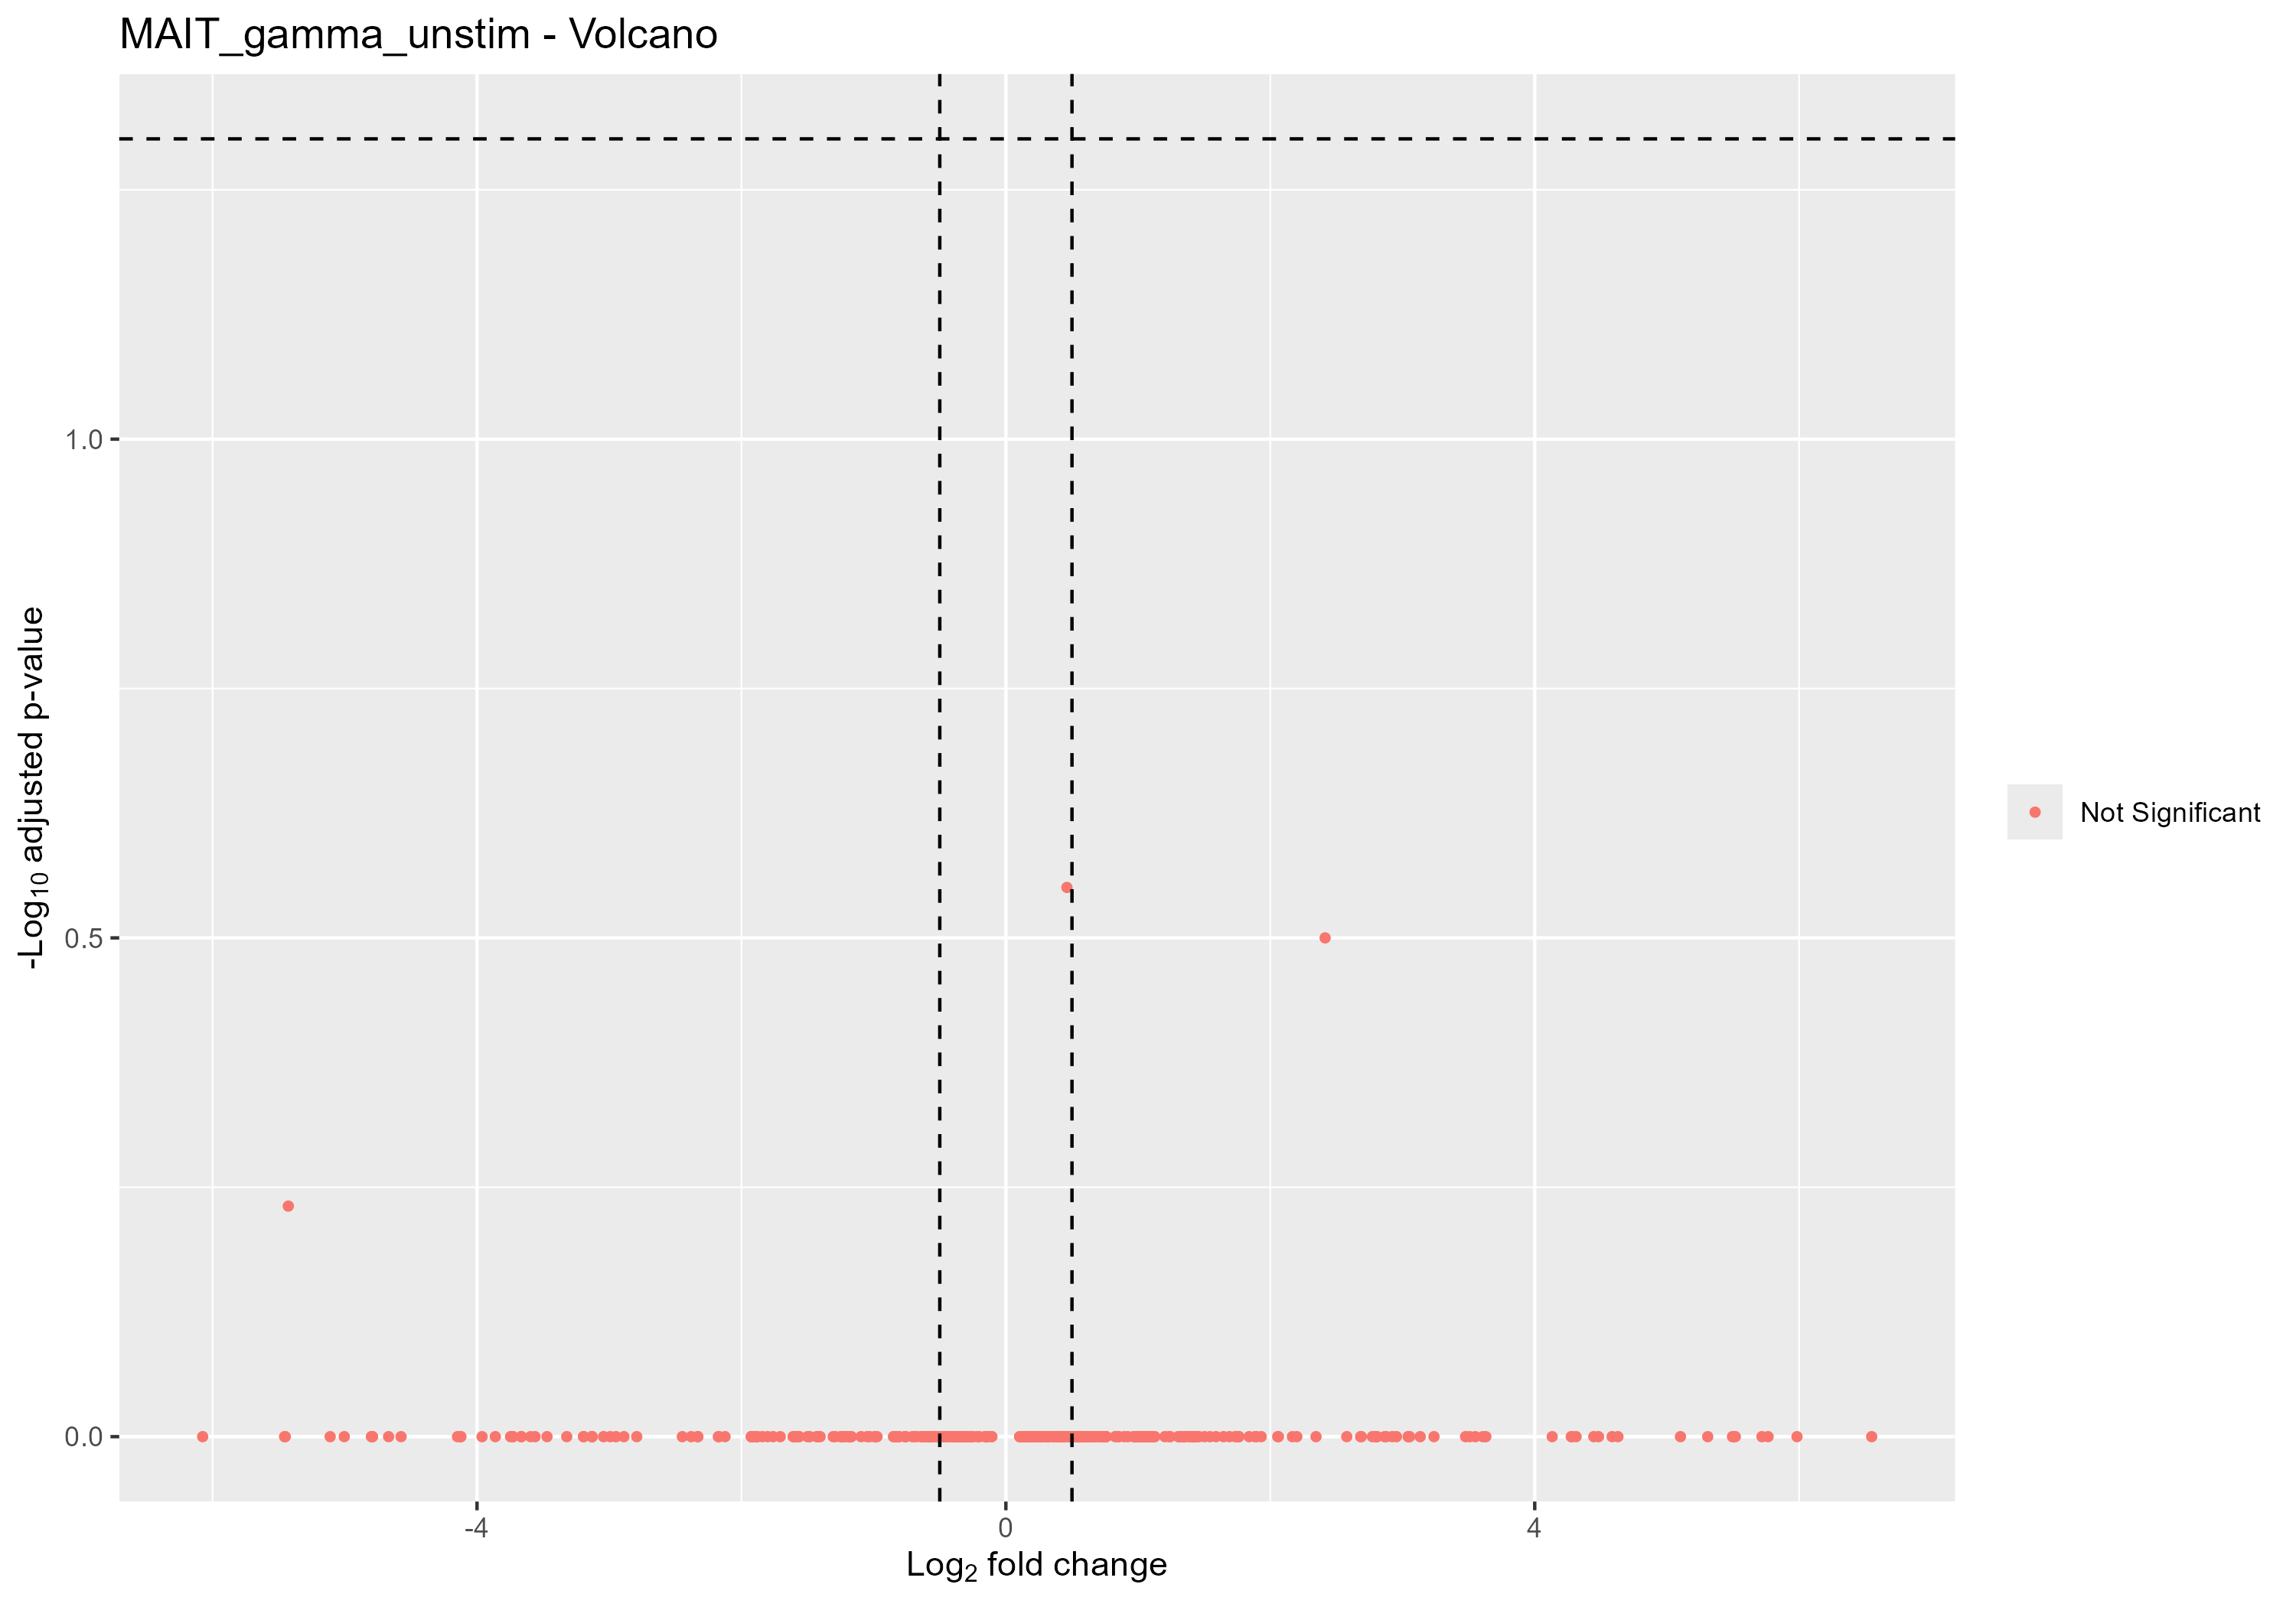 MAIT_gamma_unstim - Volcano
-Log10 adjusted p-value
1.0
0.5
0.0
-4
0
4
Log2 fold change
Not Significant